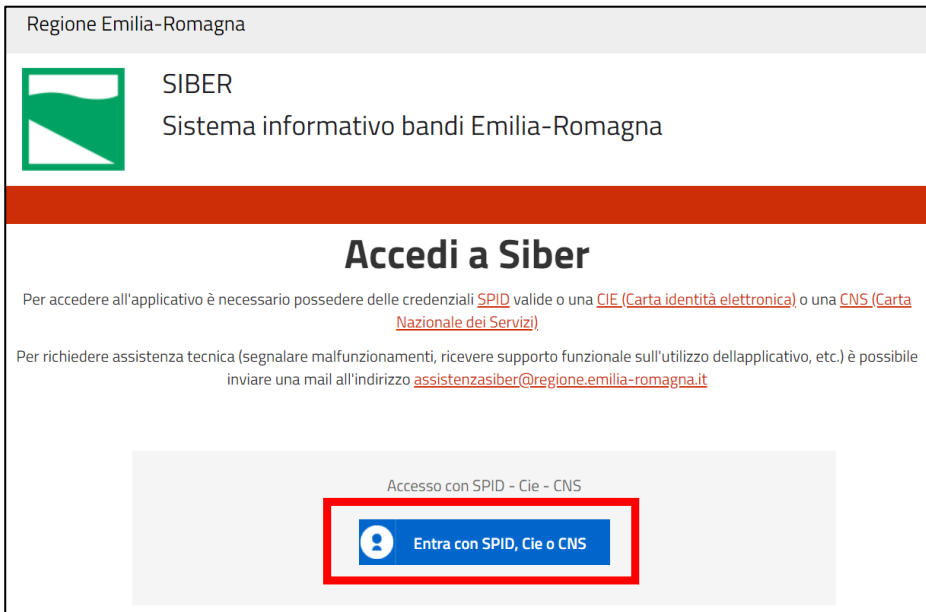 Regione Emilia-Romagna
SIBER
Sistema informativo bandi Emilia-Romagna
Accedi a Siber
Per accedere all'applicativo è necessario possedere delle credenziali SPID valide o una CIE (Carta identità elettronica) o una CNS (Carta
Nazionale dei Servizi)
Per richiedere assistenza tecnica (segnalare malfunzionamenti, ricevere supporto funzionale sull'utilizzo dellapplicativo, etc.) è possibile
inviare una mail all'indirizzo assistenzasiber@regione.emilia-romagna.it
Accesso con SPID - Cie - CNS
Entra con SPID, Cie o CNS